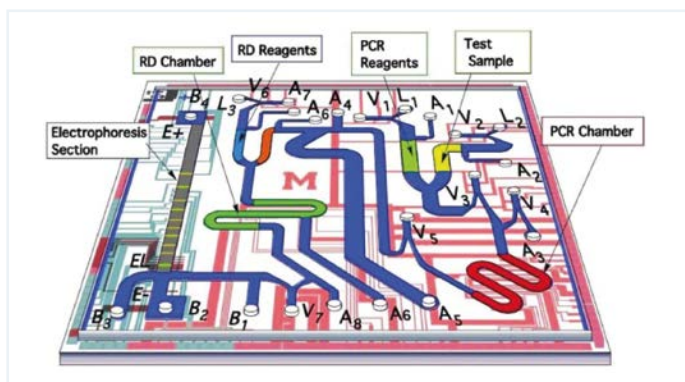 RD Chamber
RD Reagents
PCR
Reagents
Test
Sample
PCR Chamber
Electrophoresis
Section
B4
E+
L3
V6
A7
A6
A4
V1
L1
A1
V2
L2
A2
V3
V4
A3
V5
M
EL
E-
B3
B2
B1
V7
A8
A6
A5